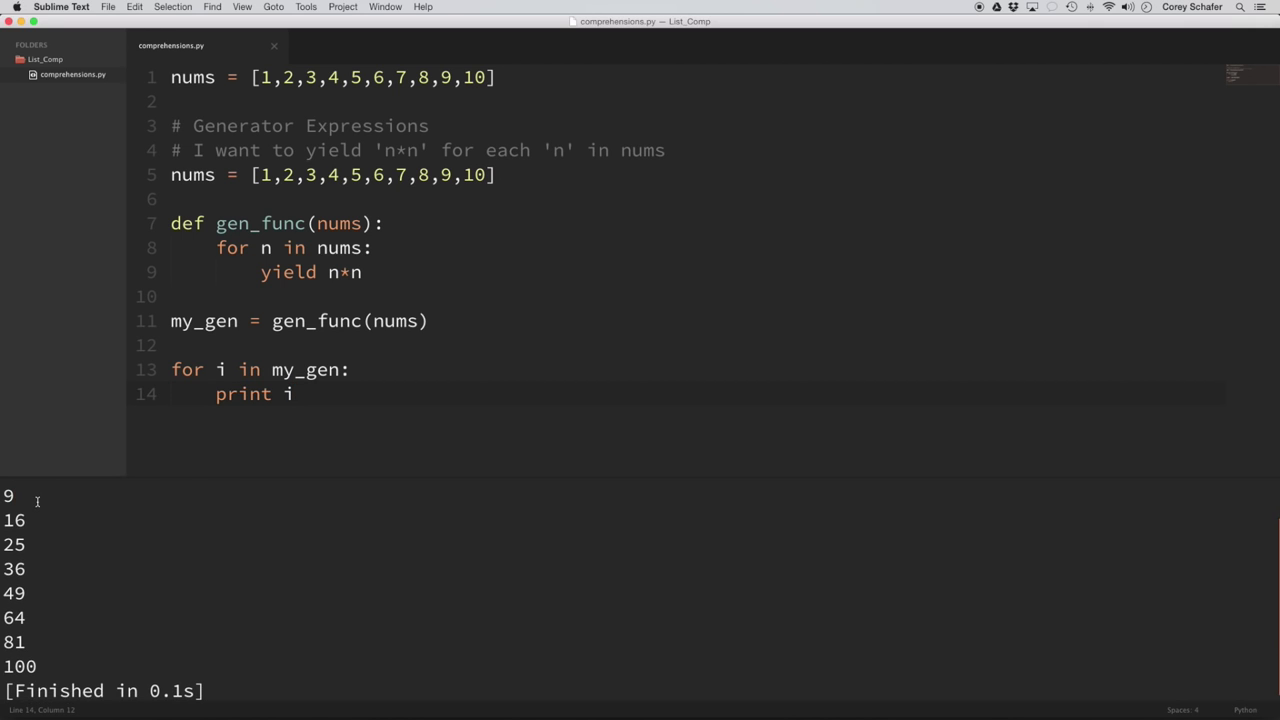 Sublime Text File Edit Selection Find View Goto Tools Project Window Help Corey Schafer
comprehensions.py — List_Comp
FOLDERS
List_Comp
comprehensions.py
comprehensions.py
1 nums = [1,2,3,4,5,6,7,8,9,10]
2
3 # Generator Expressions
4 # I want to yield 'n*n' for each 'n' in nums
5 nums = [1,2,3,4,5,6,7,8,9,10]
6
7 def gen_func(nums):
8 for n in nums:
9 yield n*n
10
11 my_gen = gen_func(nums)
12
13 for i in my_gen:
14 print i
9
16
25
36
49
64
81
100
[Finished in 0.1s]
Line 14, Column 12 Spaces: 4 Python